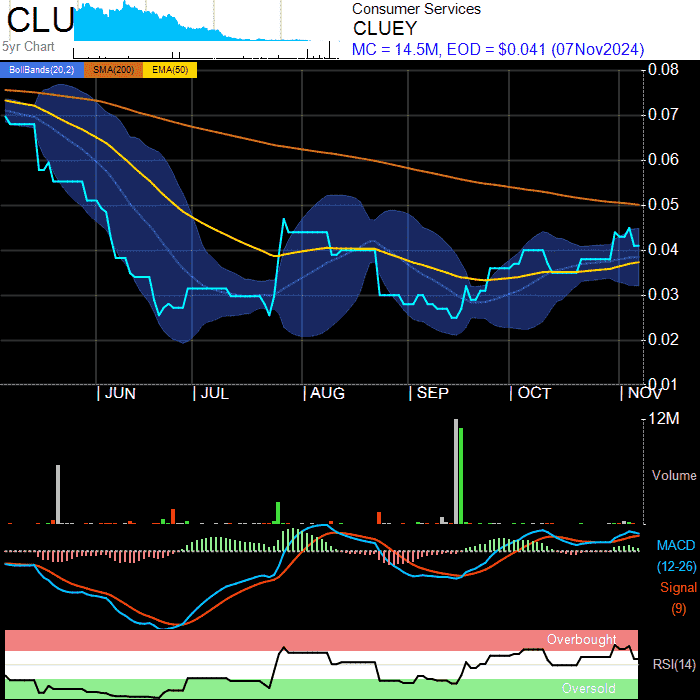 CLU
5yr Chart
Consumer Services
CLUEY
MC = 14.5M, EOD = $0.041 (07Nov2024)
BollBands(20,2) SMA(200) EMA(50)
0.08
0.07
0.06
0.05
0.04
0.03
0.02
0.01
JUN JUL AUG SEP OCT NOV
12M
Volume
MACD
(12-26)
Signal
(9)
Overbought
RSI(14)
Oversold